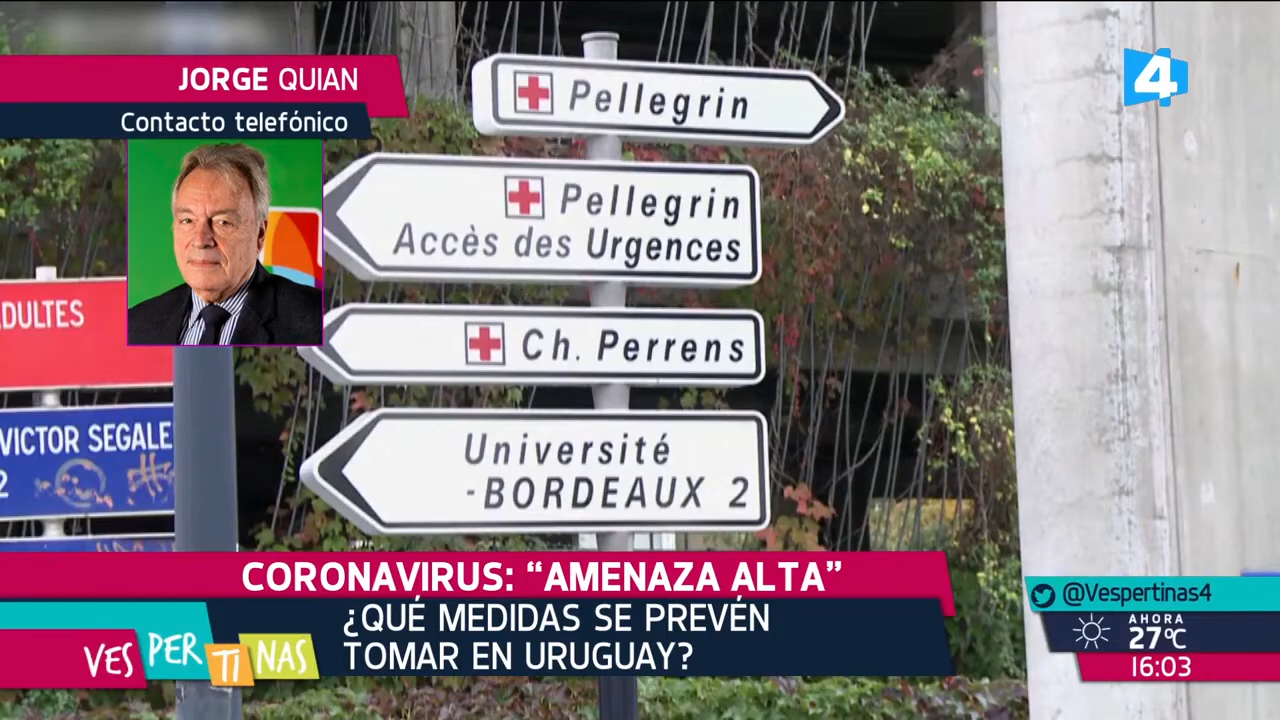 JORGE QUIAN
Contacto telefónico
4
Pellegrin
Pellegrin
Accès des Urgences
Ch. Perrens
Université
-BORDEAUX 2
DULTES
VICTOR SEGALE
2
CORONAVIRUS: “AMENAZA ALTA”
¿QUÉ MEDIDAS SE PREVÉN
TOMAR EN URUGUAY?
VESPERTINAS
@Vespertinas4
AHORA
27ºC
16:03